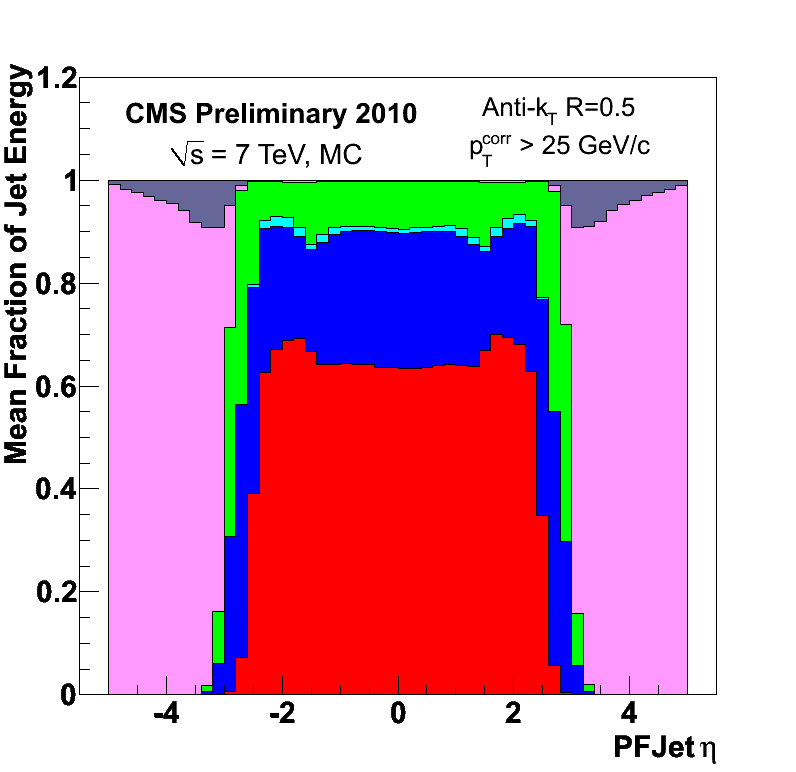 Mean Fraction of Jet Energy
1.2
1
0.8
0.6
0.4
0.2
0
CMS Preliminary 2010
√s = 7 TeV, MC
Anti-k_T R=0.5
p_T^corr > 25 GeV/c
-4 -2 0 2 4
PFJet η